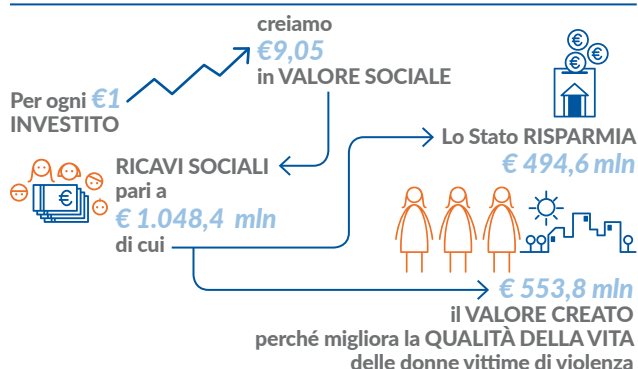 creiamo
€9,05
in VALORE SOCIALE
Per ogni €1
INVESTITO
€
€
€
Lo Stato RISPARMIA
€ 494,6 mln
RICAVI SOCIALI
pari a
€ 1.048,4 mln
di cui
€
€ 553,8 mln
il VALORE CREATO
perché migliora la QUALITÀ DELLA VITA
delle donne vittime di violenza